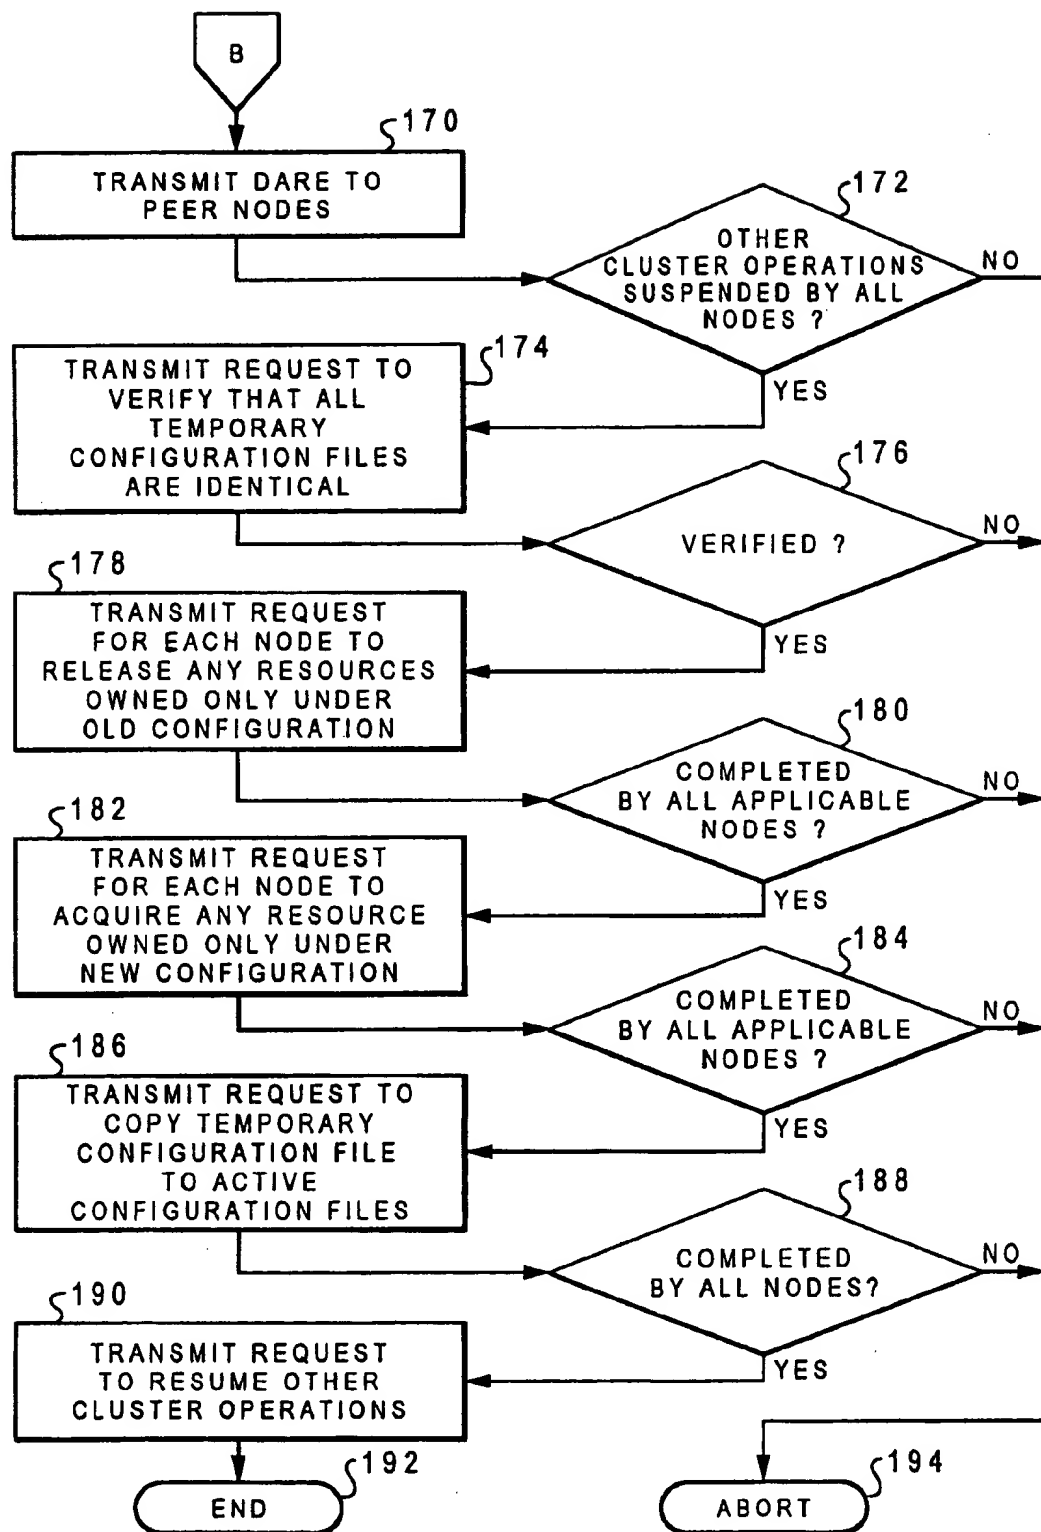 B
170
TRANSMIT DARE TO
PEER NODES
172
OTHER
CLUSTER OPERATIONS
SUSPENDED BY ALL
NODES ?
NO
YES
174
TRANSMIT REQUEST TO
VERIFY THAT ALL
TEMPORARY
CONFIGURATION FILES
ARE IDENTICAL
176
VERIFIED ?
NO
YES
178
TRANSMIT REQUEST
FOR EACH NODE TO
RELEASE ANY RESOURCES
OWNED ONLY UNDER
OLD CONFIGURATION
180
COMPLETED
BY ALL APPLICABLE
NODES ?
NO
YES
182
TRANSMIT REQUEST
FOR EACH NODE TO
ACQUIRE ANY RESOURCE
OWNED ONLY UNDER
NEW CONFIGURATION
184
COMPLETED
BY ALL APPLICABLE
NODES ?
NO
YES
186
TRANSMIT REQUEST TO
COPY TEMPORARY
CONFIGURATION FILE
TO ACTIVE
CONFIGURATION FILES
188
COMPLETED
BY ALL NODES?
NO
YES
190
TRANSMIT REQUEST
TO RESUME OTHER
CLUSTER OPERATIONS
192
END
194
ABORT